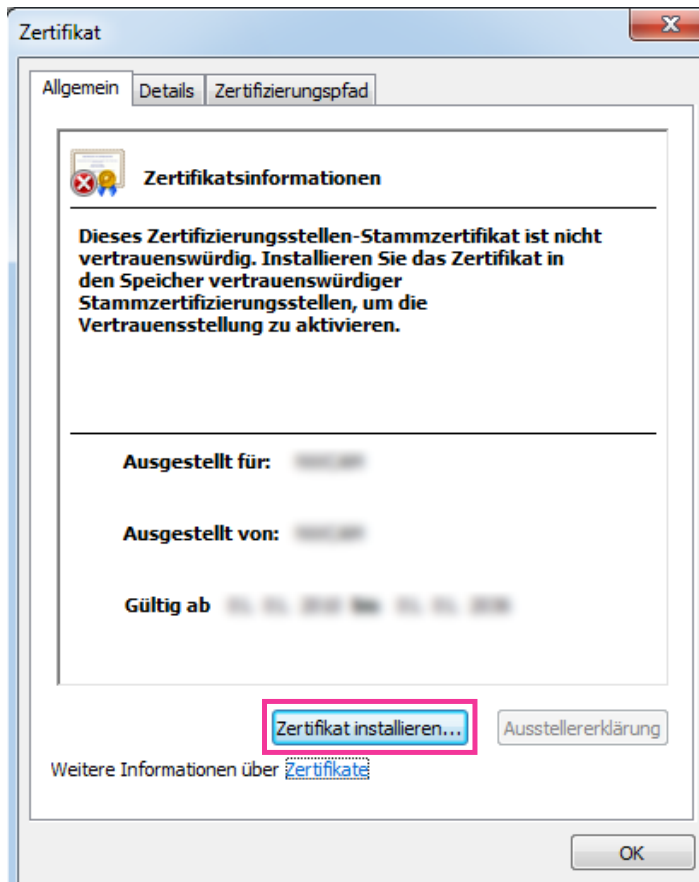 Zertifikat
Allgemein Details Zertifizierungspfad
Zertifikatsinformationen
Dieses Zertifizierungsstellen-Stammzertifikat ist nicht
vertrauenswürdig. Installieren Sie das Zertifikat in
den Speicher vertrauenswürdiger
Stammzertifizierungsstellen, um die
Vertrauensstellung zu aktivieren.
Ausgestellt für:
Ausgestellt von:
Gültig ab
Zertifikat installieren... Ausstellererklärung
Weitere Informationen über Zertifikate
OK